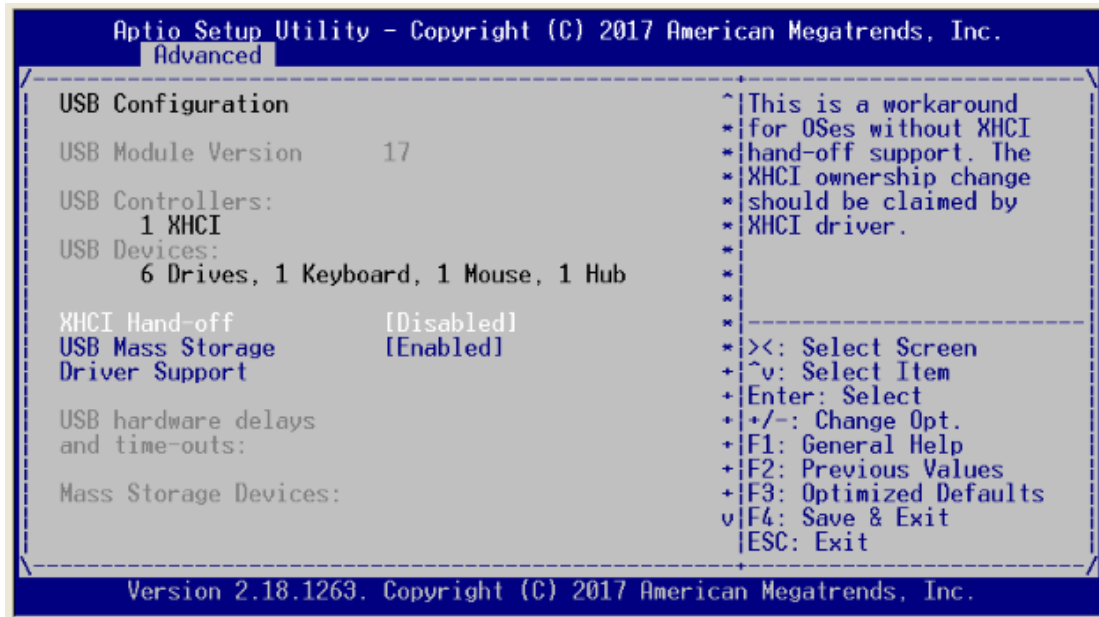 Aptio Setup Utility - Copyright (C) 2017 American Megatrends, Inc.
Advanced
USB Configuration
USB Module Version 17
USB Controllers:
1 XHCI
USB Devices:
6 Drives, 1 Keyboard, 1 Mouse, 1 Hub
XHCI Hand-off [Disabled]
USB Mass Storage [Enabled]
Driver Support
USB hardware delays
and time-outs:
Mass Storage Devices:
This is a workaround
for OSes without XHCI
hand-off support. The
XHCI ownership change
should be claimed by
XHCI driver.
><: Select Screen
^v: Select Item
Enter: Select
+/-: Change Opt.
F1: General Help
F2: Previous Values
F3: Optimized Defaults
F4: Save & Exit
ESC: Exit
Version 2.18.1263. Copyright (C) 2017 American Megatrends, Inc.